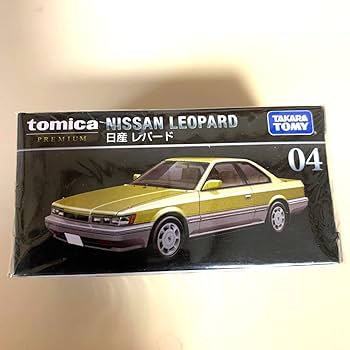 tomica NISSAN LEOPARD
PREMIUM 日産 レパード
TAKARA
TOMY
04